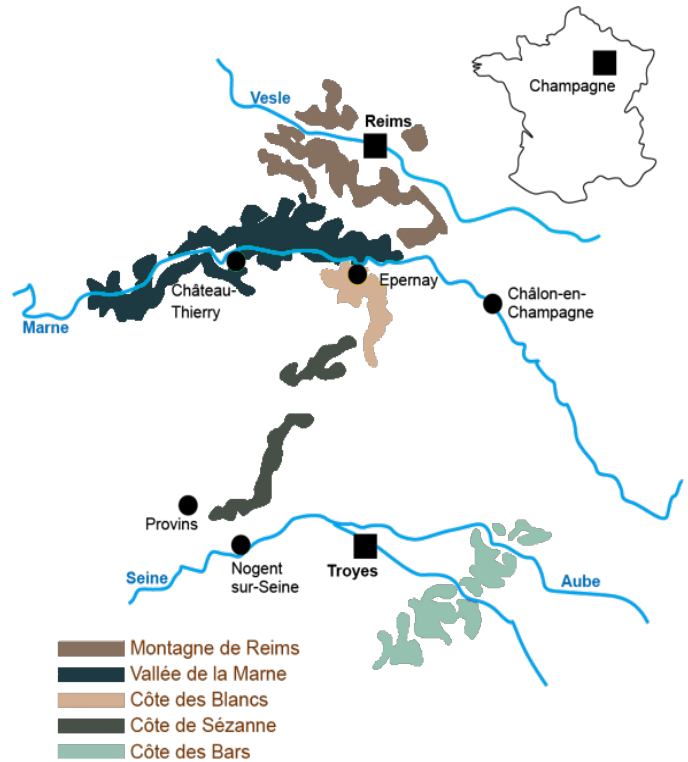 Vesle
Reims
Champagne
Château-
Thierry
Epernay
Châlon-en-
Champagne
Marne
Provins
Nogent
sur-Seine
Troyes
Seine
Aube
Montagne de Reims
Vallée de la Marne
Côte des Blancs
Côte de Sézanne
Côte des Bars